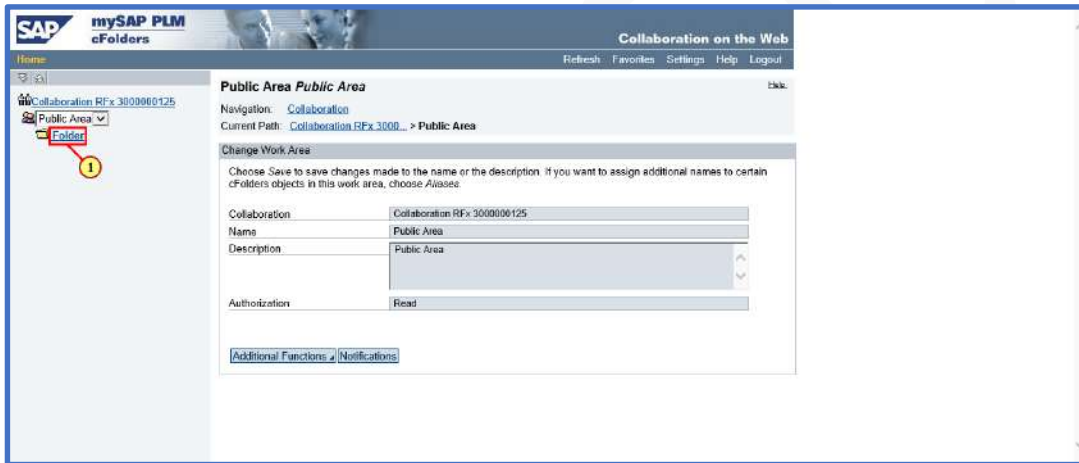 SAP
mySAP PLM
cFolders
Collaboration on the Web
Home
Refresh Favorites Settings Help Logout
Collaboration RFx 3000000125
Public Area
Folder
1
Public Area Public Area
Help
Navigation: Collaboration
Current Path: Collaboration RFx 3000... > Public Area
Change Work Area
Choose Save to save changes made to the name or the description. If you want to assign additional names to certain
cFolders objects in this work area, choose Aliases.
Collaboration Collaboration RFx 3000000125
Name Public Area
Description Public Area
Authorization Read
Additional Functions Notifications